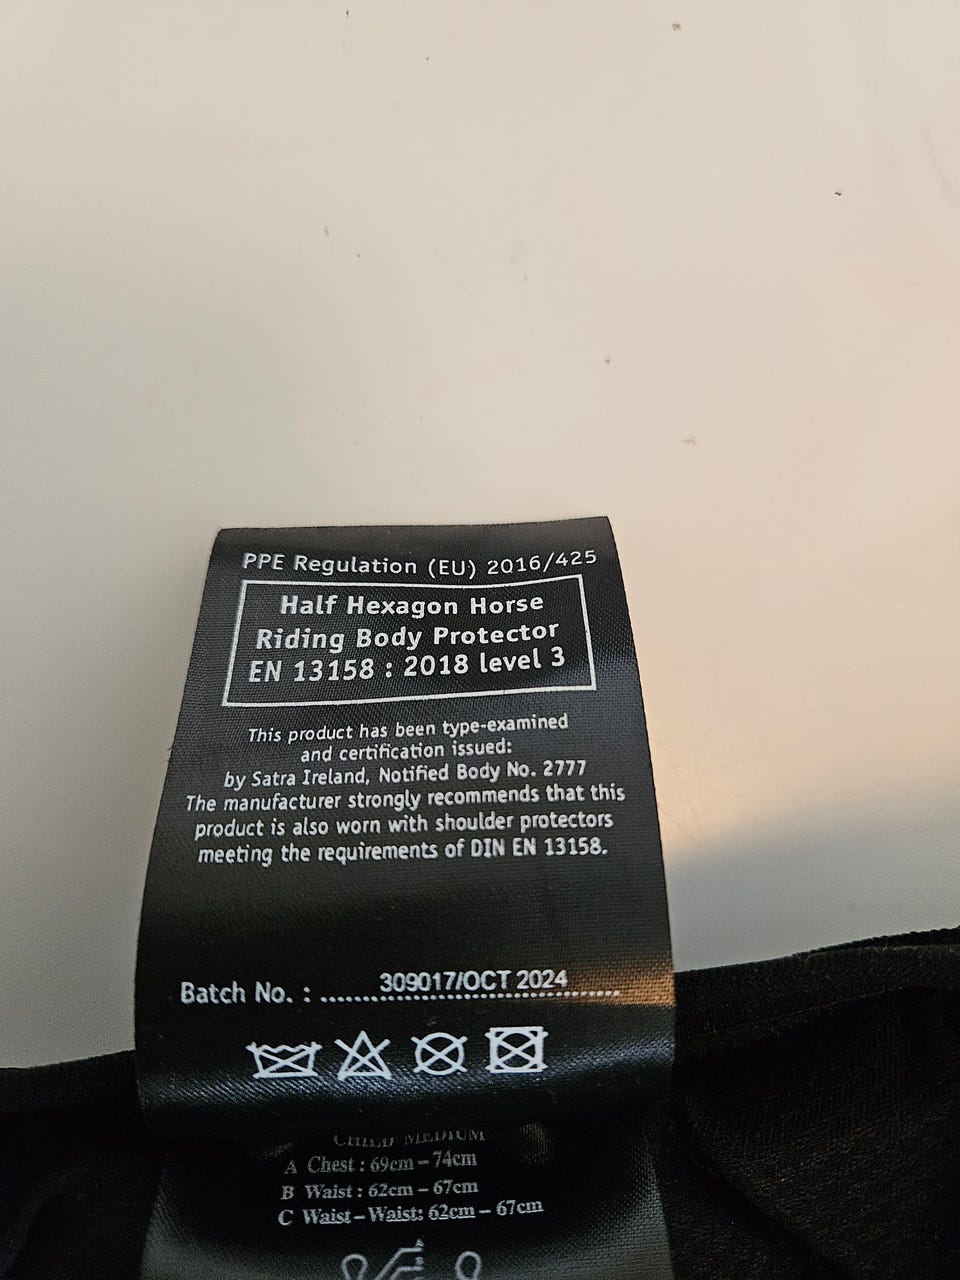 PPE Regulation (EU) 2016/425
Half Hexagon Horse
Riding Body Protector
EN 13158 : 2018 level 3
This product has been type-examined
and certification issued:
by Satra Ireland, Notified Body No. 2777
The manufacturer strongly recommends that this
product is also worn with shoulder protectors
meeting the requirements of DIN EN 13158.
Batch No. : 309017/OCT 2024
CHILD MEDIUM
A Chest : 69cm – 74cm
B Waist : 62cm – 67cm
C Waist – Waist: 62cm – 67cm